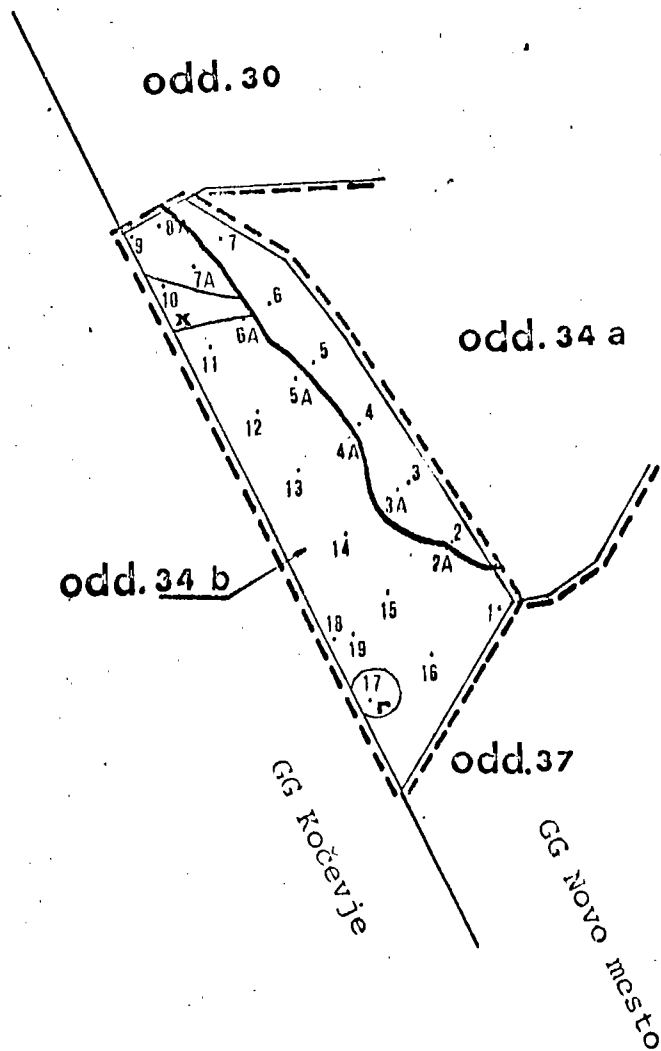 odd. 30
8A
9
7
7A
10
6
x
6A
odd. 34 a
11
5
5A
12
4
4A
13
3
3A
14
2
2A
odd. 34 b
15
1
18
19
16
17
r
odd. 37
GG Kočevje
GG Novo mesto